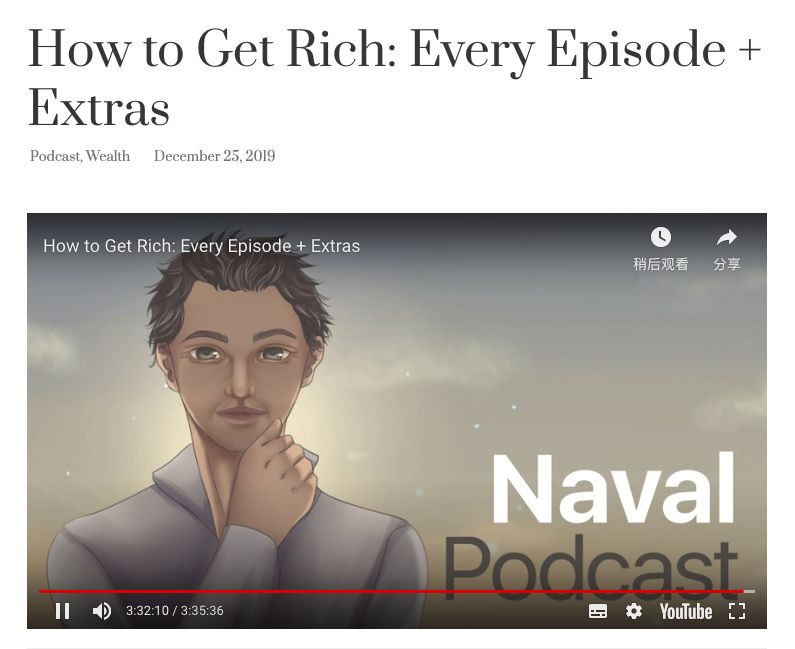 How to Get Rich: Every Episode +
Extras
Podcast, Wealth December 25, 2019
How to Get Rich: Every Episode + Extras
稍后观看 分享
Naval
Podcast
3:32:10 / 3:35:36
YouTube